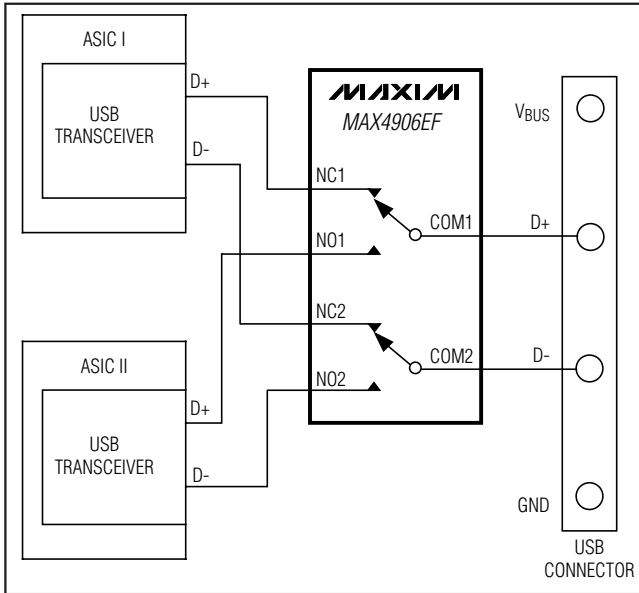 ASIC I
USB
TRANSCEIVER
D+
D-
ASIC II
USB
TRANSCEIVER
D+
D-
MAXIM
MAX4906EF
NC1
NO1
NC2
NO2
COM1
COM2
D+
D-
VBUS
GND
USB
CONNECTOR